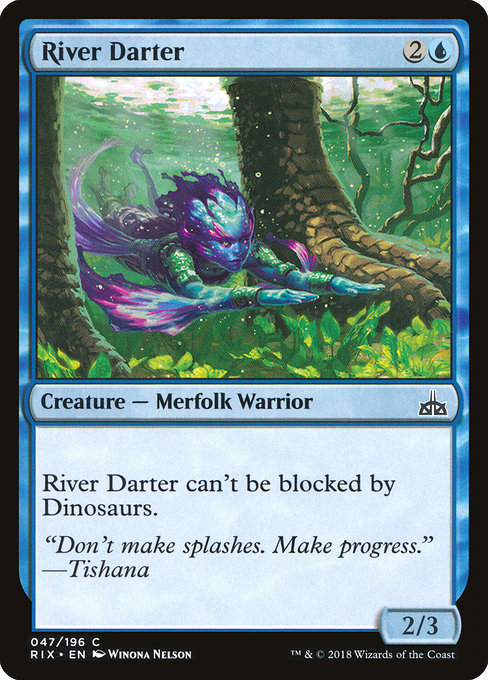 River Darter 2
Creature — Merfolk Warrior
River Darter can't be blocked by
Dinosaurs.
“Don't make splashes. Make progress.”
—Tishana
2/3
047/196 C
RIX • EN Winona Nelson
™ & © 2018 Wizards of the Coast